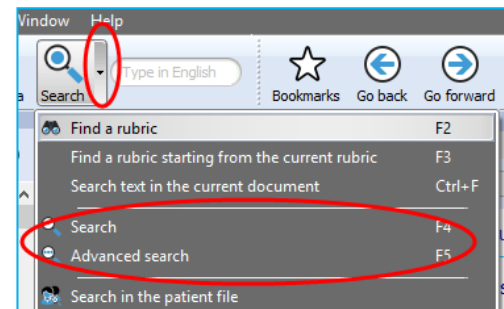 Window Help
Search Type in English Bookmarks Go back Go forward
Find a rubric F2
Find a rubric starting from the current rubric F3
Search text in the current document Ctrl+F
Search F4
Advanced search F5
Search in the patient file